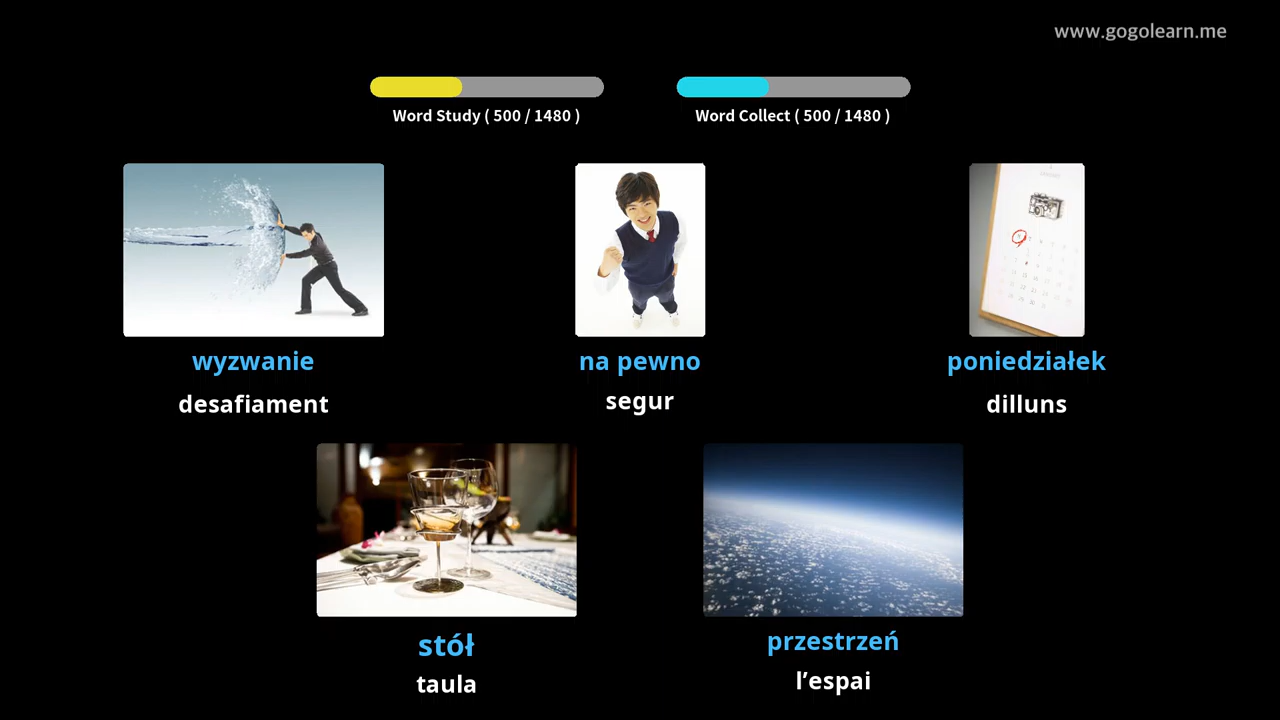 www.gogolearn.me
Word Study ( 500 / 1480 )
Word Collect ( 500 / 1480 )
wyzwanie
desafiament
na pewno
segur
poniedziałek
dilluns
stół
taula
przestrzeń
l’espai